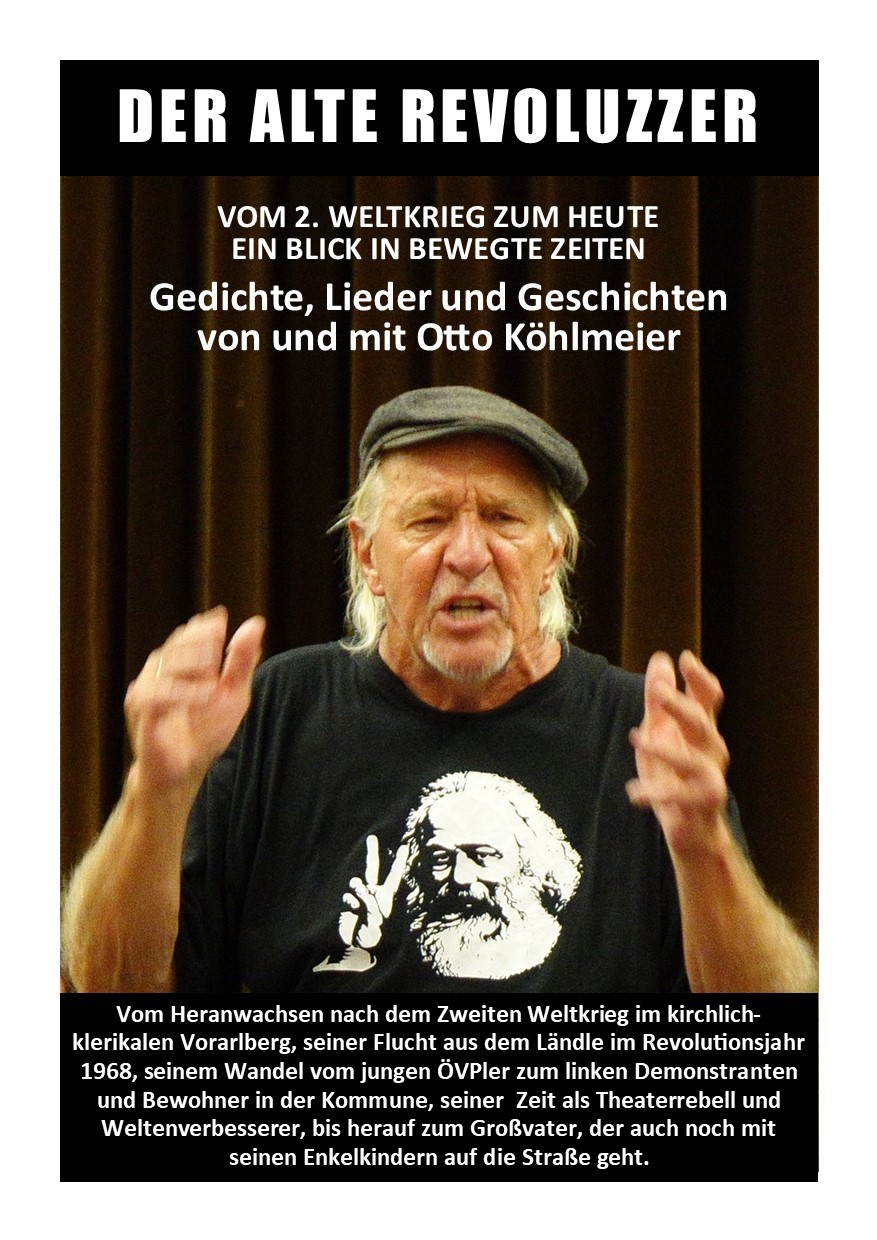 DER ALTE REVOLUZZER
VOM 2. WELTKRIEG ZUM HEUTE
EIN BLICK IN BEWEGTE ZEITEN
Gedichte, Lieder und Geschichten
von und mit Otto Köhlmeier
Vom Heranwachsen nach dem Zweiten Weltkrieg im kirchlich-
klerikalen Vorarlberg, seiner Flucht aus dem Ländle im Revolutionsjahr
1968, seinem Wandel vom jungen ÖVPler zum linken Demonstranten
und Bewohner in der Kommune, seiner  Zeit als Theaterrebell und
Weltenverbesserer, bis herauf zum Großvater, der auch noch mit
seinen Enkelkindern auf die Straße geht.